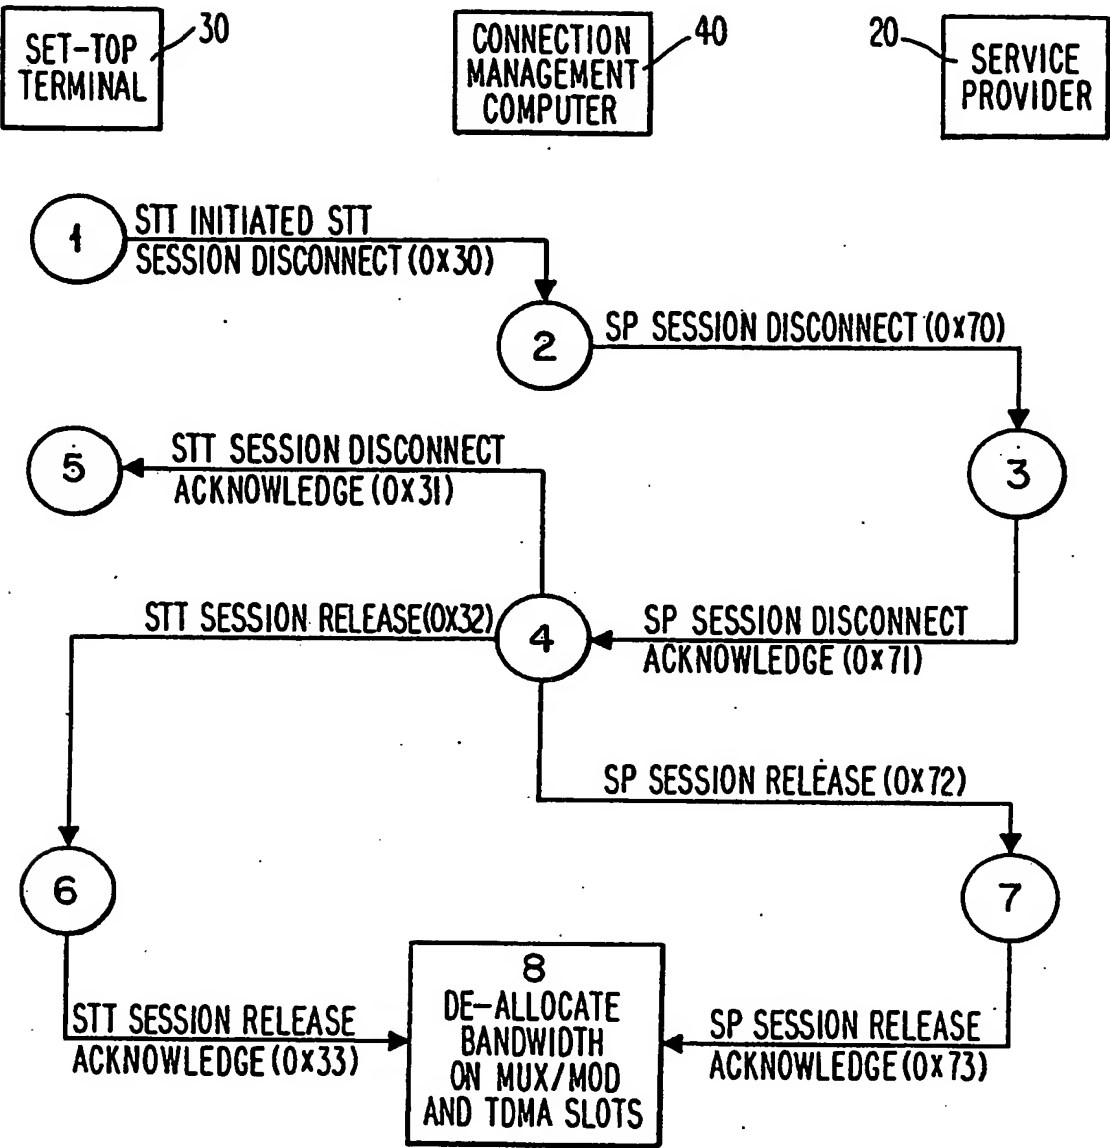 SET-TOP
TERMINAL
30
CONNECTION
MANAGEMENT
COMPUTER
40
20
SERVICE
PROVIDER
1
STT INITIATED STT
SESSION DISCONNECT (0X30)
2
SP SESSION DISCONNECT (0X70)
3
5
STT SESSION DISCONNECT
ACKNOWLEDGE (0X31)
STT SESSION RELEASE(0X32)
4
SP SESSION DISCONNECT
ACKNOWLEDGE (0X71)
SP SESSION RELEASE (0X72)
6
7
STT SESSION RELEASE
ACKNOWLEDGE (0X33)
8
DE-ALLOCATE
BANDWIDTH
ON MUX/MOD
AND TDMA SLOTS
SP SESSION RELEASE
ACKNOWLEDGE (0X73)